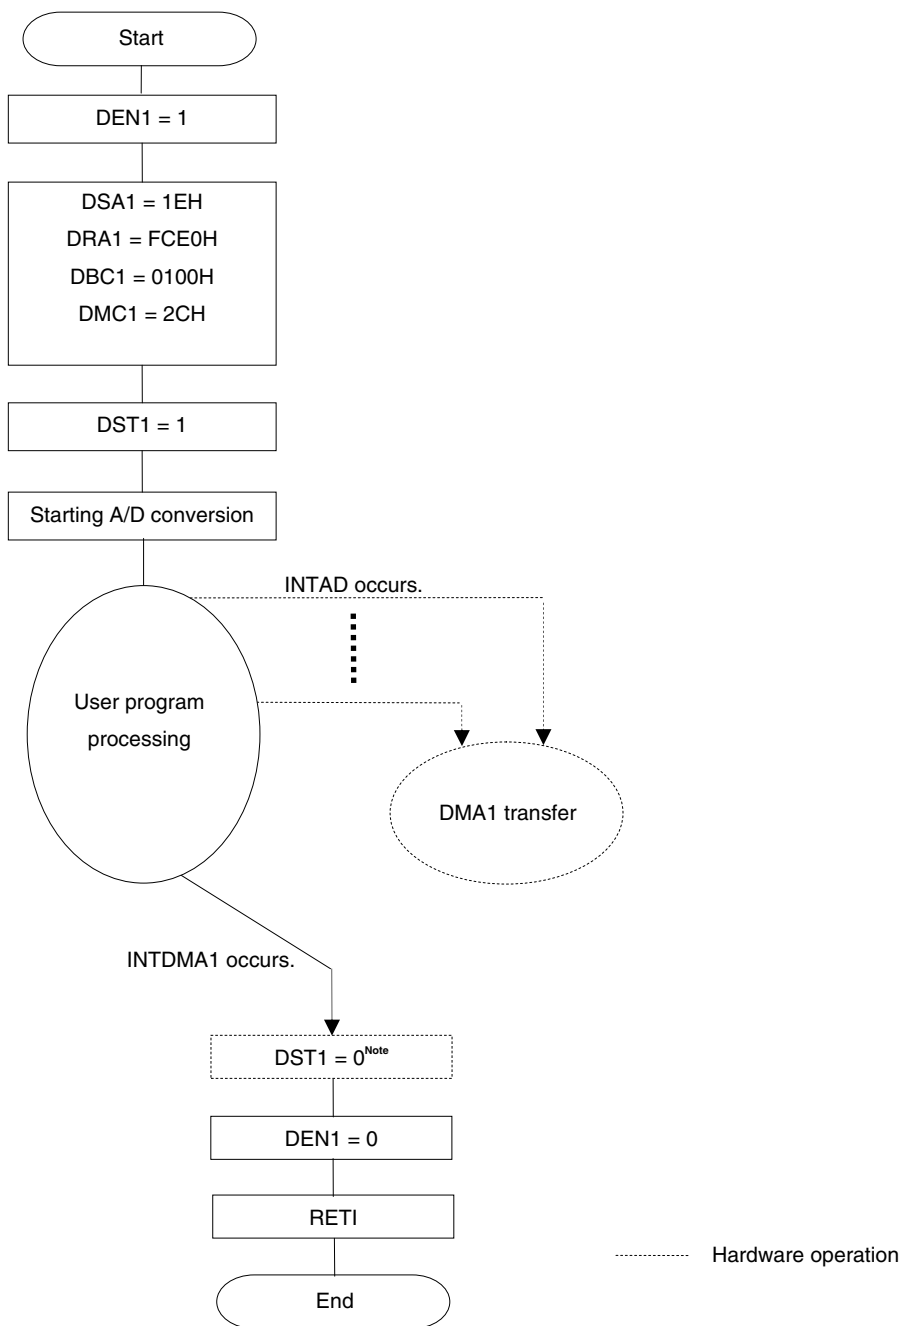 Start
DEN1 = 1
DSA1 = 1EH
DRA1 = FCE0H
DBC1 = 0100H
DMC1 = 2CH
DST1 = 1
Starting A/D conversion
INTAD occurs.
User program
processing
DMA1 transfer
INTDMA1 occurs.
DST1 = 0Note
DEN1 = 0
RETI
Hardware operation
End